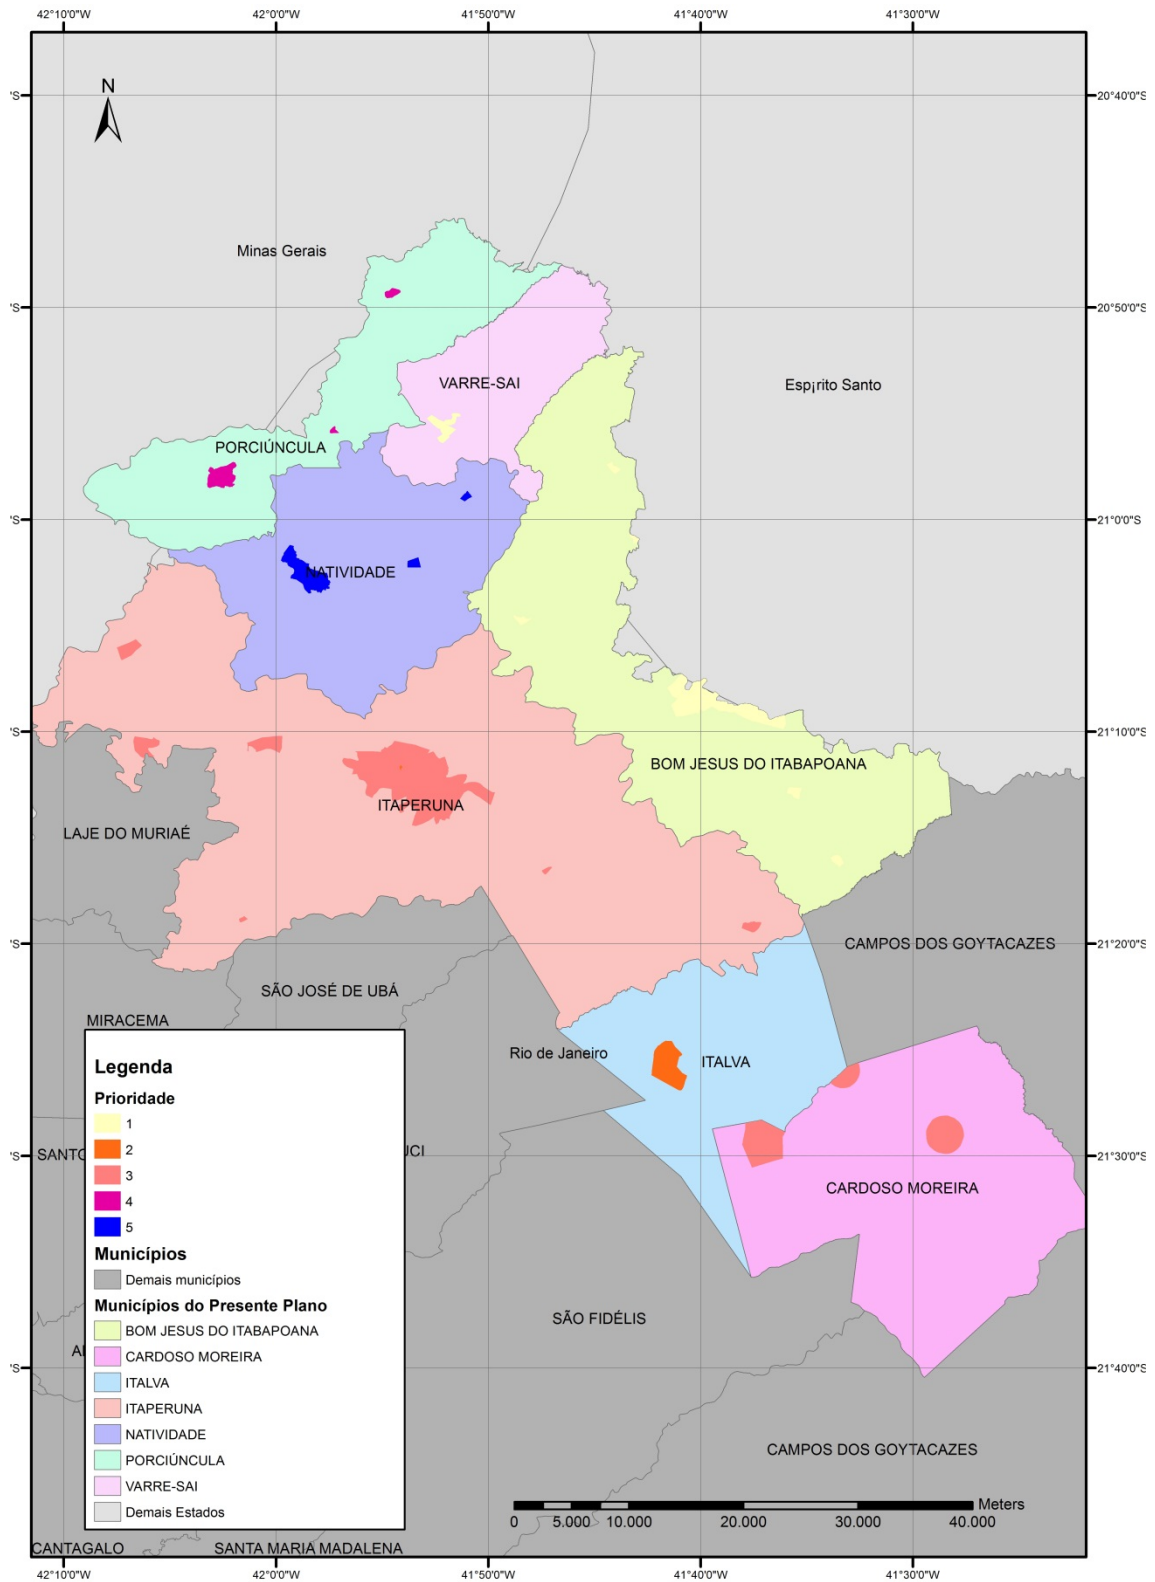 42°10'0"W 42°0'0"W 41°50'0"W 41°40'0"W 41°30'0"W
N
'S 20°40'0"S
Minas Gerais
'S 20°50'0"S
VARRE-SAI
Esp¡rito Santo
PORCIÚNCULA
'S 21°0'0"S
NATIVIDADE
'S 21°10'0"S
BOM JESUS DO ITABAPOANA
ITAPERUNA
LAJE DO MURIAÉ
'S 21°20'0"S
CAMPOS DOS GOYTACAZES
SÃO JOSÉ DE UBÁ
MIRACEMA
Rio de Janeiro
ITALVA
'S 21°30'0"S
SANTO
UCI
CARDOSO MOREIRA
SÃO FIDÉLIS
'S 21°40'0"S
CAMPOS DOS GOYTACAZES
Legenda
Prioridade
1
2
3
4
5
Municípios
Demais municípios
Municípios do Presente Plano
BOM JESUS DO ITABAPOANA
CARDOSO MOREIRA
ITALVA
ITAPERUNA
NATIVIDADE
PORCIÚNCULA
VARRE-SAI
Demais Estados
Meters
0 5.000 10.000 20.000 30.000 40.000
CANTAGALO SANTA MARIA MADALENA
42°10'0"W 42°0'0"W 41°50'0"W 41°40'0"W 41°30'0"W